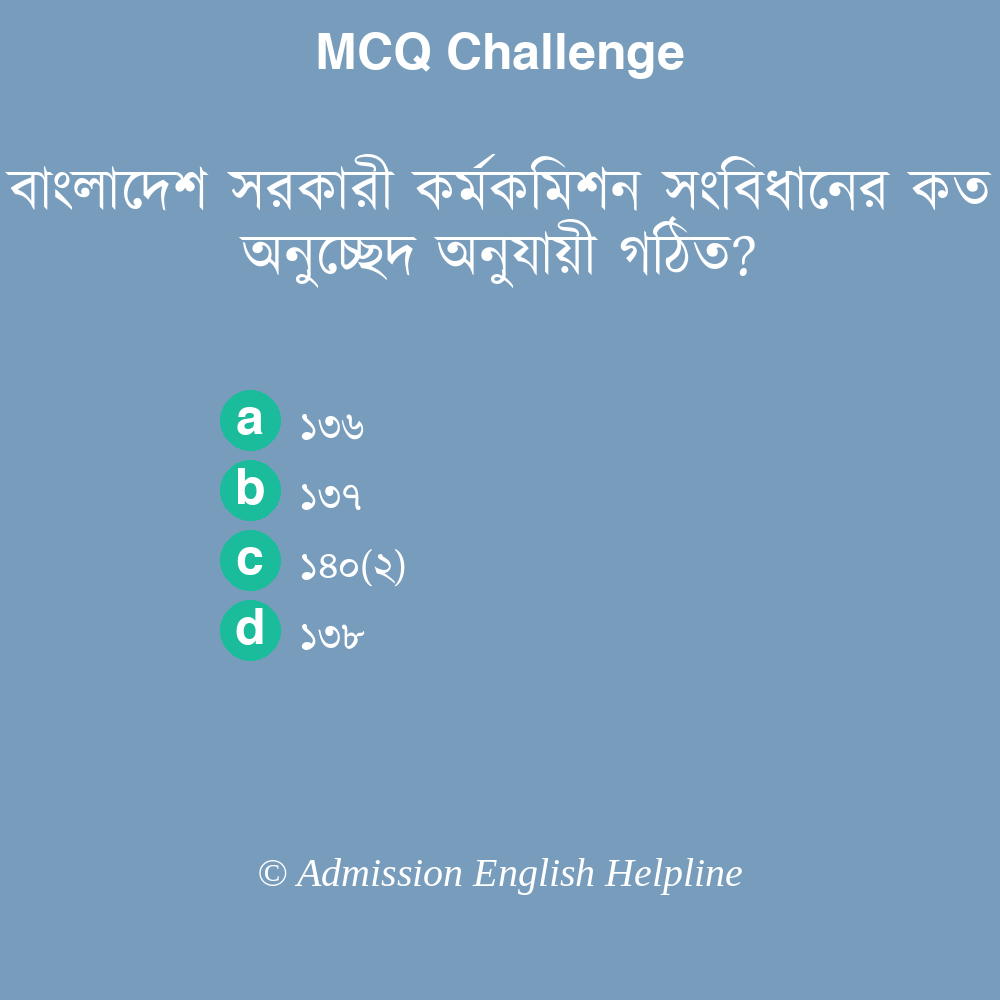 MCQ Challenge
বাংলাদেশ সরকারী কর্মকমিশন সংবিধানের কত
অনুচ্ছেদ অনুযায়ী গঠিত?
a ১৩৬
b ১৩৭
c ১৪০(২)
d ১৩৮
© Admission English Helpline